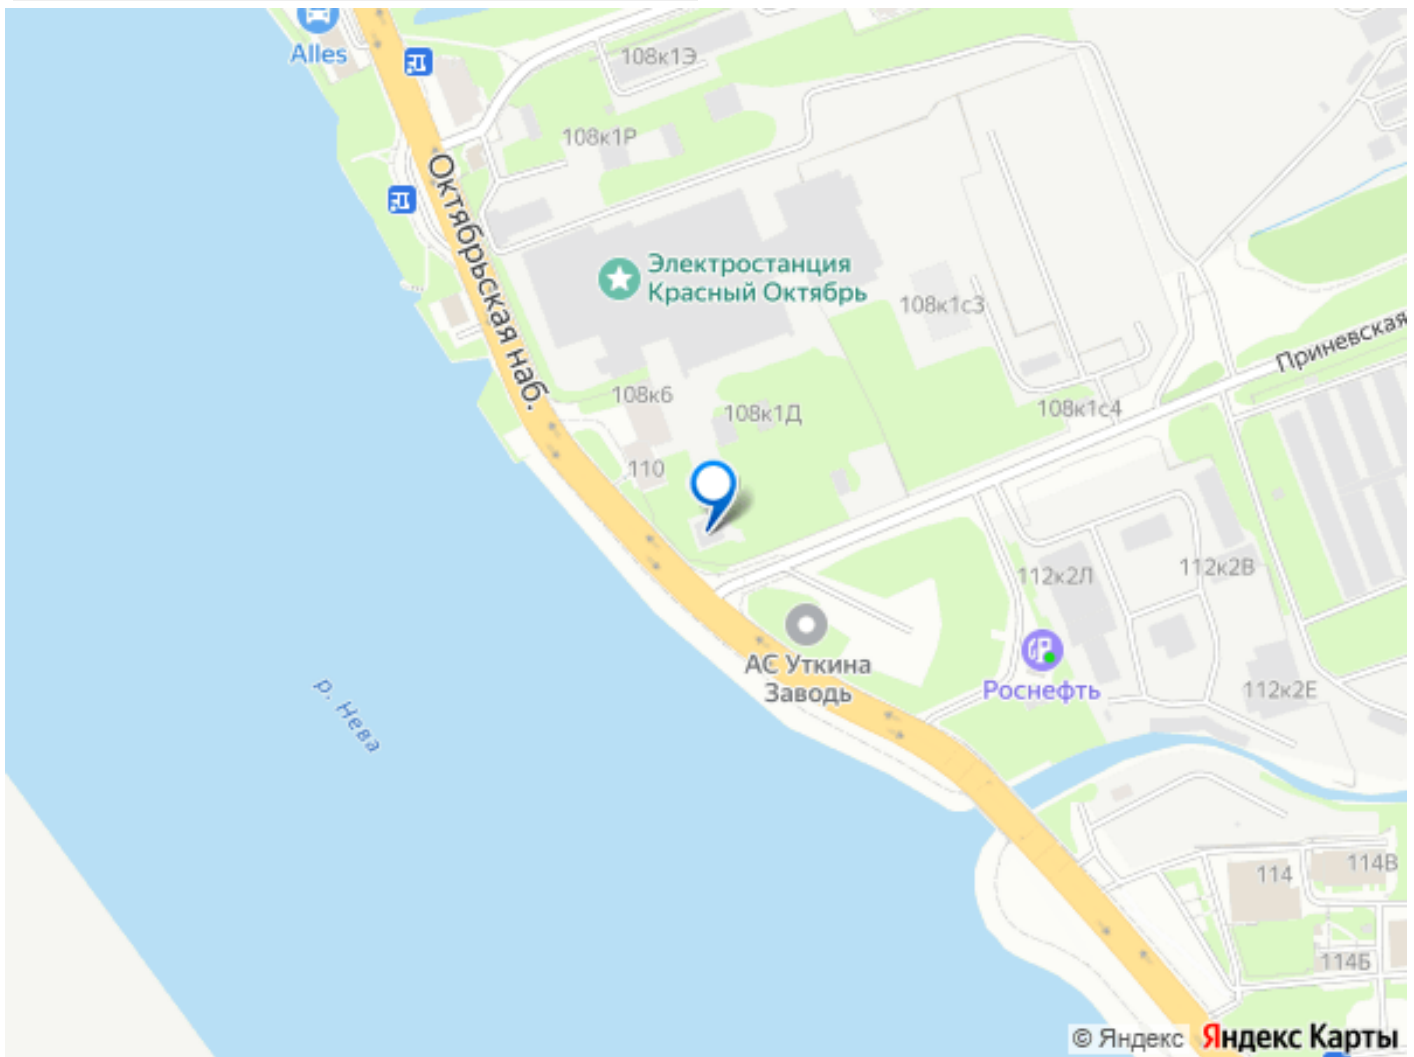 Alles
108к1Э
108к1Р
Октябрьская наб.
Электростанция
Красный Октябрь
108к1с3
Приневская
108к6
108к1Д
108к1с4
110
112к2Л
112к2В
АС Уткина
Заводь
Роснефть
112к2Е
р. Нева
114
114В
114Б
© Яндекс Яндекс Карты